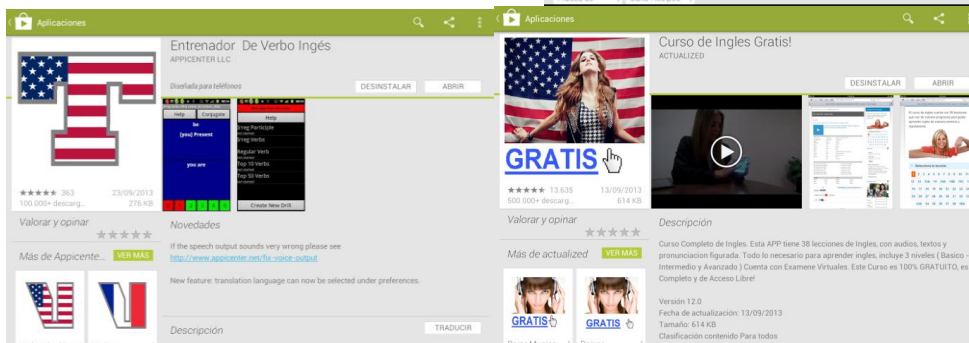 Aplicaciones
Entrenador De Verbo Ingés
APPICENTER LLC
Diseñada para teléfonos
DESINSTALAR
ABRIR
Help
Conjugate
be
[you] Present
you are
Help
Irreg Participle
Irreg Verbs
Regular Verb
Top 10 Verbs
Top 50 Verbs
Create New Drill
363
23/09/2013
100.000+ descarg...
276 KB
Valorar y opinar
Más de Appicente...
VER MÁS
Novedades
If the speech output sounds very wrong please see
http://www.appicenter.net/fix-voice-output
New feature: translation language can now be selected under preferences.
Descripción
TRADUCIR
Aplicaciones
Curso de Ingles Gratis!
ACTUALIZED
DESINSTALAR
ABRIR
GRATIS
13.635
13/09/2013
500.000+ descarg...
614 KB
Valorar y opinar
Más de actualized
VER MÁS
GRATIS
GRATIS
Descripción
Curso Completo de Ingles. Esta APP tiene 38 lecciones de Ingles, con audios, textos y
pronunciacion figurada. Todo lo necesario para aprender ingles, incluye 3 niveles ( Basico -
Intermedio y Avanzado ) Cuenta con Examene Virtuales. Este Curso es 100% GRATUITO, es
Completo y de Acceso Libre!
Versión 12.0
Fecha de actualización: 13/09/2013
Tamaño: 614 KB
Clasificación contenido Para todos